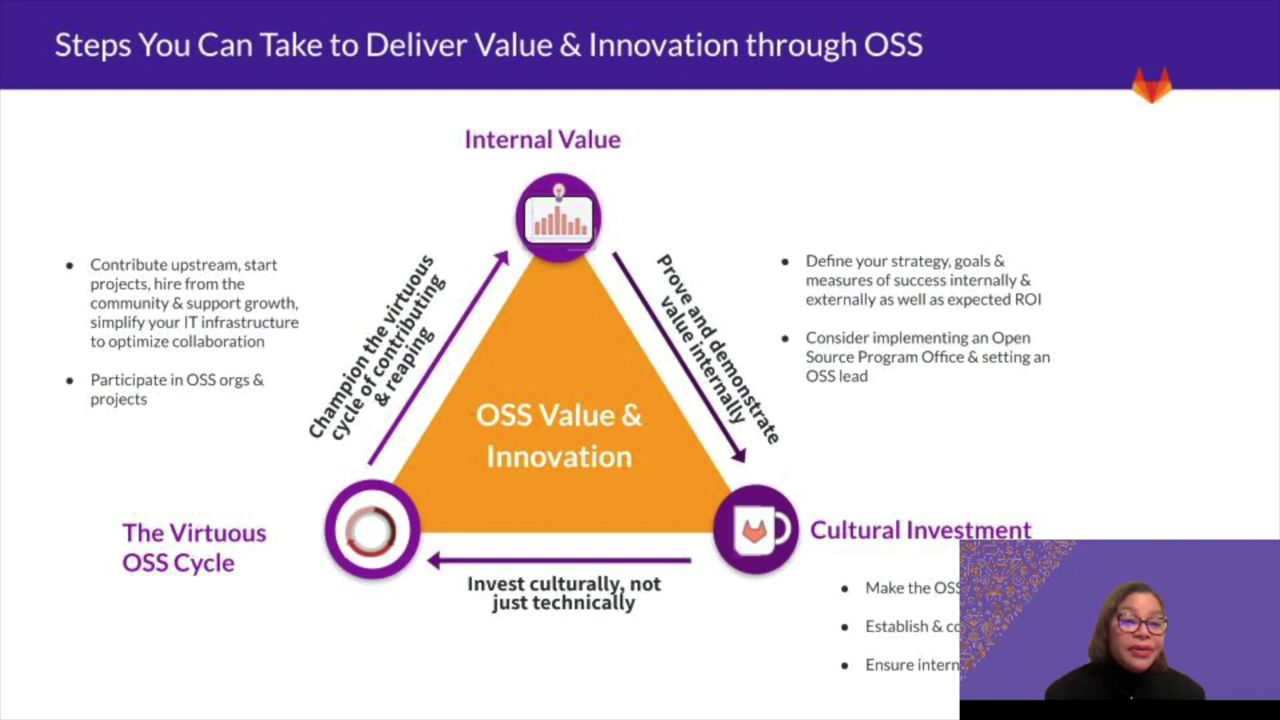 Steps You Can Take to Deliver Value & Innovation through OSS
Internal Value
Contribute upstream, start
projects, hire from the
community & support growth,
simplify your IT infrastructure
to optimize collaboration
Participate in OSS orgs &
projects
Champion the virtuous
cycle of contributing
& reaping
Prove and demonstrate
value internally
Define your strategy, goals &
measures of success internally &
externally as well as expected ROI
Consider implementing an Open
Source Program Office & setting an
OSS lead
OSS Value &
Innovation
The Virtuous
OSS Cycle
Invest culturally, not
just technically
Cultural Investment
Make the OSS
Establish &
Ensure